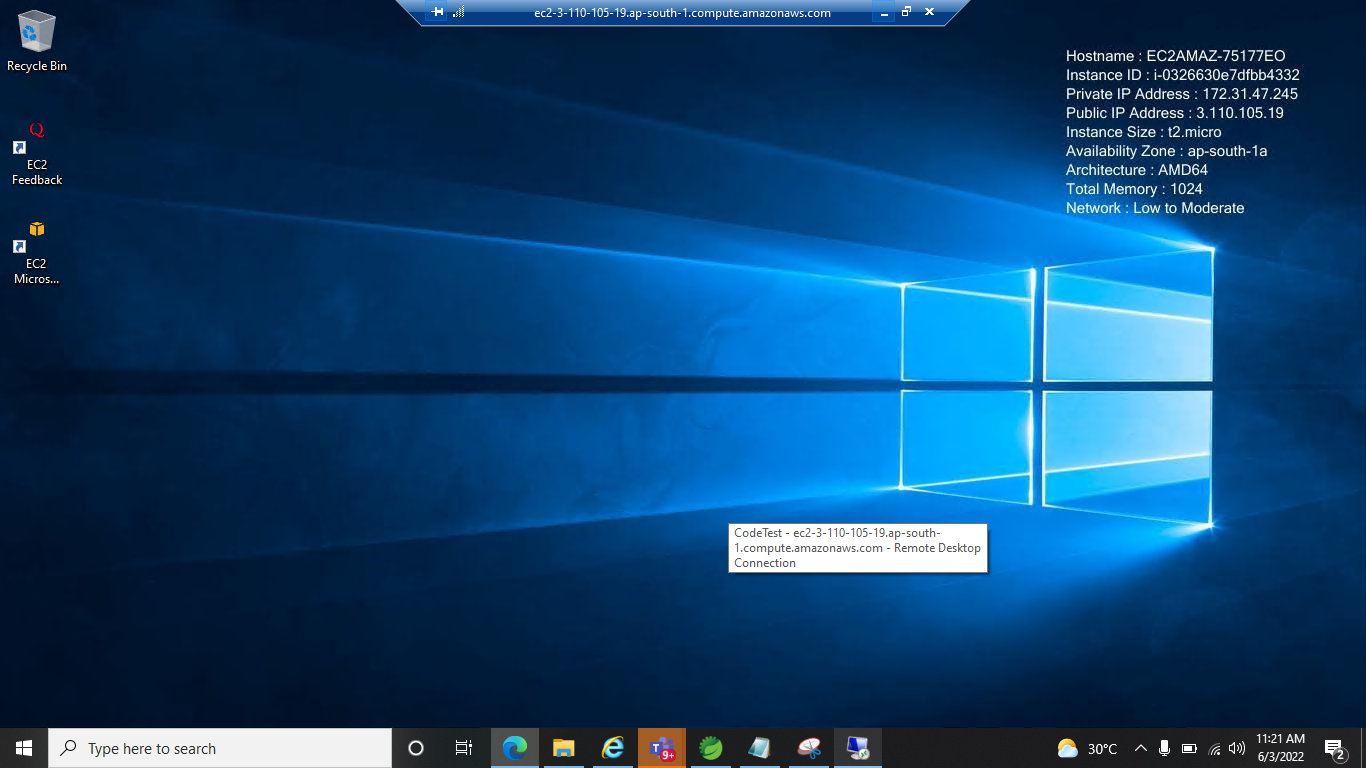 ec2-3-110-105-19.ap-south-1.compute.amazonaws.com
Recycle Bin
EC2
Feedback
EC2
Micros...
Hostname : EC2AMAZ-75177EO
Instance ID : i-0326630e7dfbb4332
Private IP Address : 172.31.47.245
Public IP Address : 3.110.105.19
Instance Size : t2.micro
Availability Zone : ap-south-1a
Architecture : AMD64
Total Memory : 1024
Network : Low to Moderate
CodeTest - ec2-3-110-105-19.ap-south-
1.compute.amazonaws.com - Remote Desktop
Connection
Type here to search
T
9+
30°C
11:21 AM
6/3/2022
2